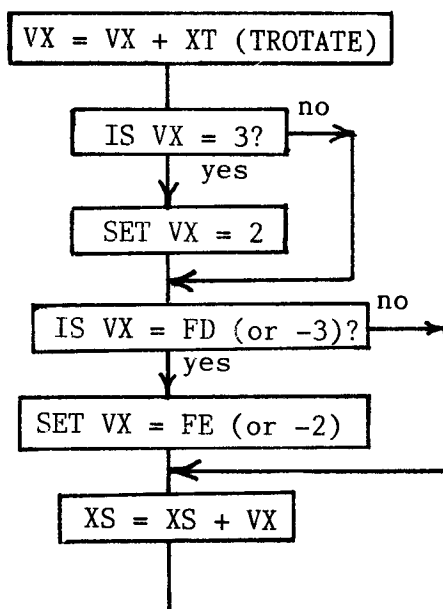 VX = VX + XT (TROTATE)
no
IS VX = 3?
yes
SET VX = 2
no
IS VX = FD (or -3)?
yes
SET VX = FE (or -2)
XS = XS + VX